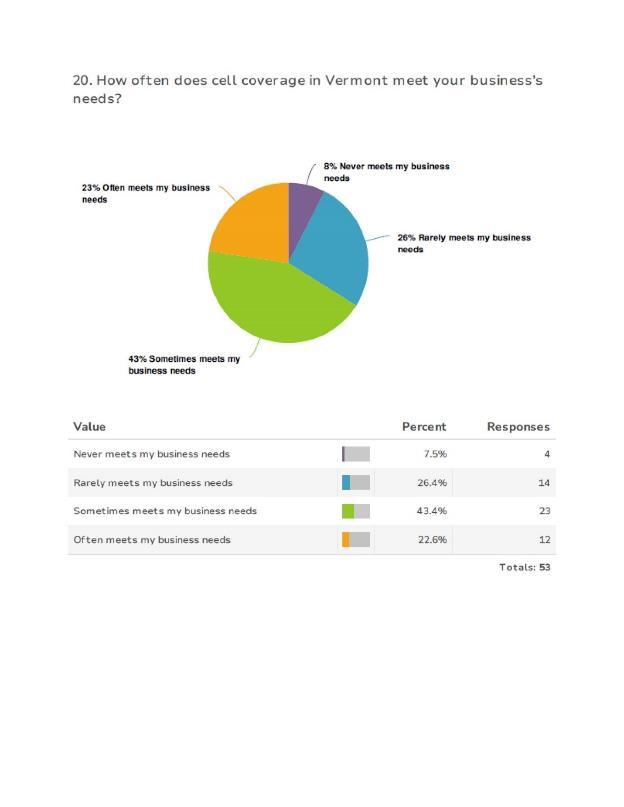 20. How often does cell coverage in Vermont meet your business's
needs?
8% Never meets my business
needs
23% Often meets my business
needs
26% Rarely meets my business
needs
43% Sometimes meets my
business needs
Value Percent Responses
Never meets my business needs 7.5% 4
Rarely meets my business needs 26.4% 14
Sometimes meets my business needs 43.4% 23
Often meets my business needs 22.6% 12
Totals: 53